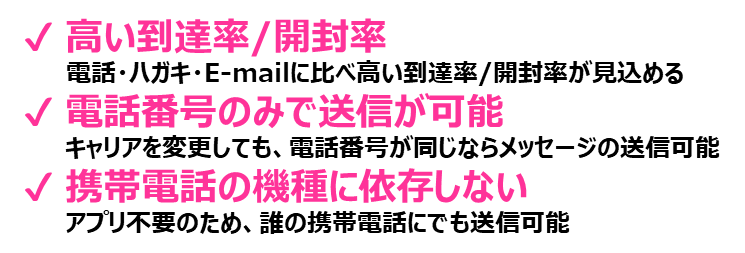 ✓ 高い到達率/開封率
電話・ハガキ・E-mailに比べ高い到達率/開封率が見込める
✓ 電話番号のみで送信が可能
キャリアを変更しても、電話番号が同じならメッセージの送信可能
✓ 携帯電話の機種に依存しない
アプリ不要のため、誰の携帯電話にでも送信可能